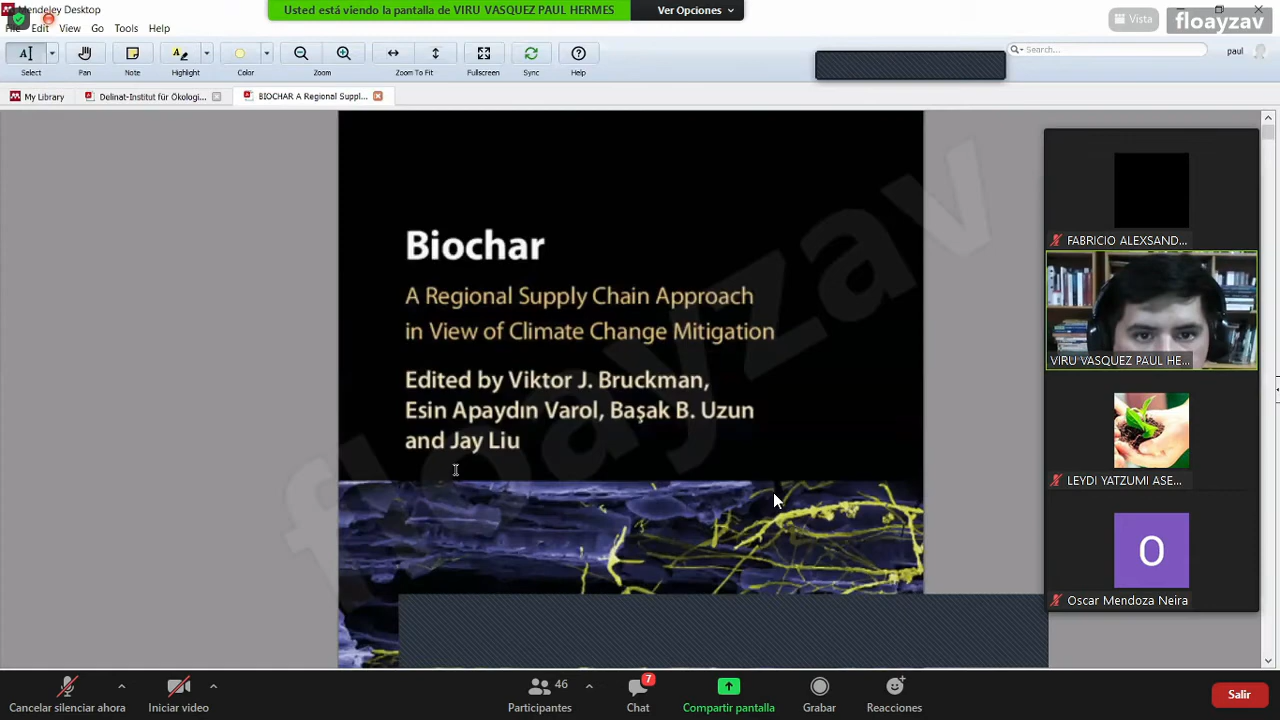 Mendeley Desktop
Usted está viendo la pantalla de VIRU VASQUEZ PAUL HERMES
Ver Opciones
Vista
floayzav
File Edit View Go Tools Help
Search...
paul
Select
Pan
Note
Highlight
Color
Zoom
Zoom To Fit
Fullscreen
Sync
Help
My Library
Delinat-Institut für Ökologi...
BIOCHAR A Regional Suppl...
Biochar
A Regional Supply Chain Approach
in View of Climate Change Mitigation
Edited by Viktor J. Bruckman,
Esin Apaydın Varol, Başak B. Uzun
and Jay Liu
floayzav
FABRICIO ALEXSAND...
VIRU VASQUEZ PAUL HE...
LEYDI YATZUMI ASE...
O
Oscar Mendoza Neira
Cancelar silenciar ahora
Iniciar video
46
Participantes
7
Chat
Compartir pantalla
Grabar
Reacciones
Salir